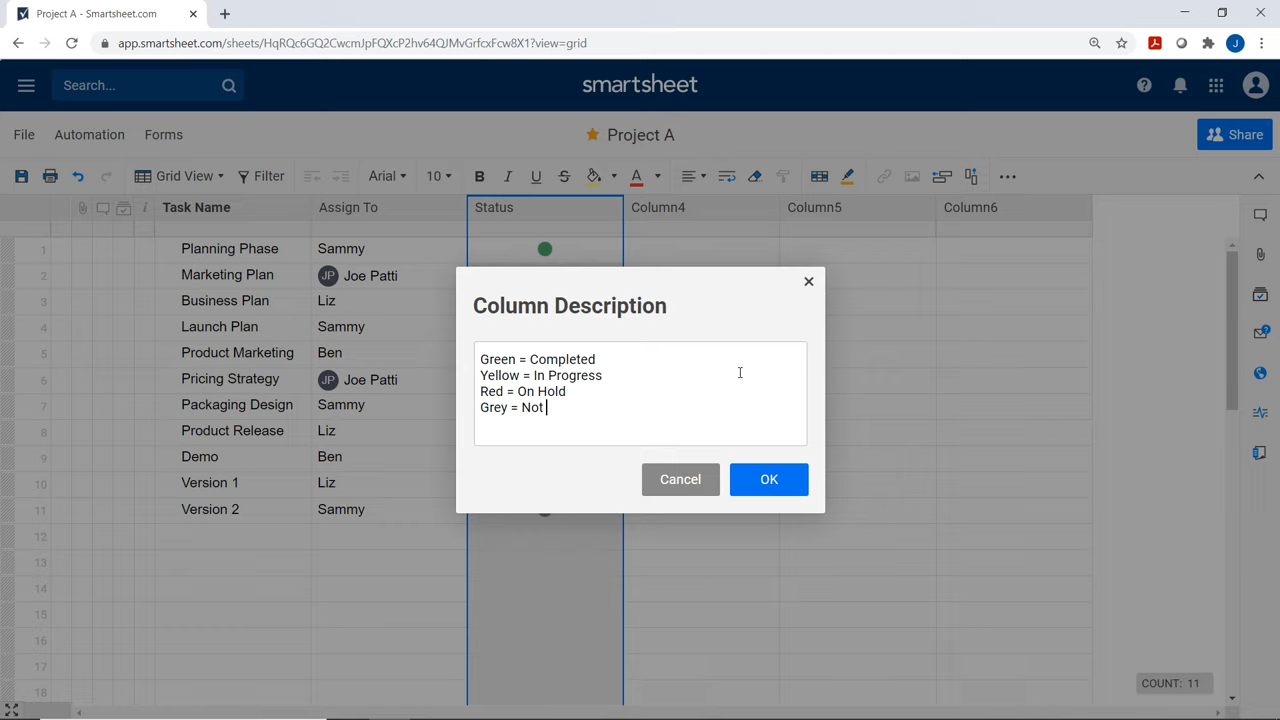 Project A - Smartsheet.com
app.smartsheet.com/sheets/HqRQc6GQ2CwcmJpFQXcP2hv64QJMvGrfcxFcw8X1?view=grid
J
Search...
smartsheet
File Automation Forms
Project A
Share
Grid View Filter Arial 10 B I U S A
Task Name Assign To Status Column4 Column5 Column6
1 Planning Phase Sammy
2 Marketing Plan JP Joe Patti
3 Business Plan Liz
4 Launch Plan Sammy
5 Product Marketing Ben
6 Pricing Strategy JP Joe Patti
7 Packaging Design Sammy
8 Product Release Liz
9 Demo Ben
10 Version 1 Liz
11 Version 2 Sammy
12
13
14
15
16
17
18
Column Description
Green = Completed
Yellow = In Progress
Red = On Hold
Grey = Not
Cancel OK
COUNT: 11